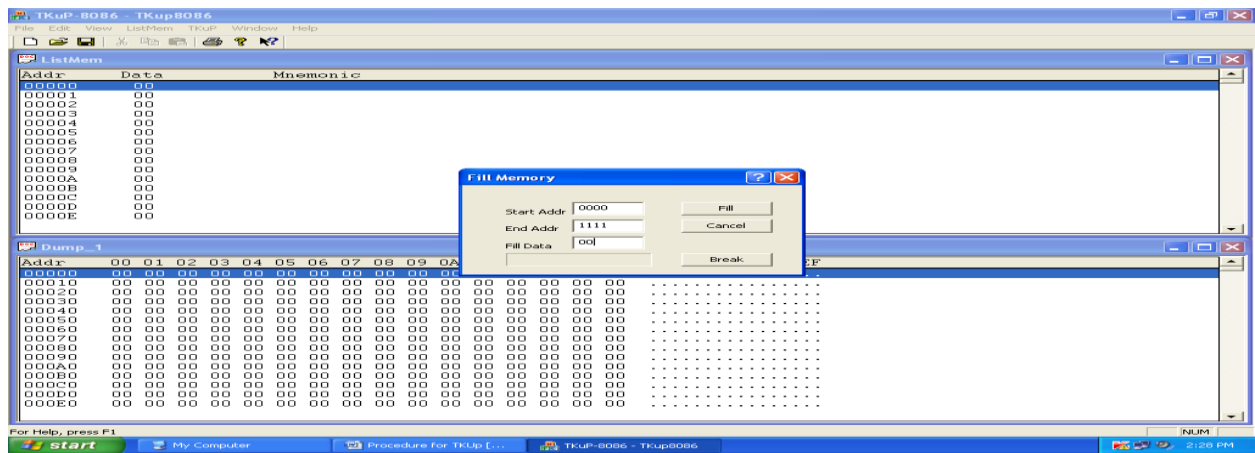 TKuP-8086 - TKup8086
File Edit View ListMem TKuP Window Help
ListMem
Addr Data Mnemonic
00000 00
00001 00
00002 00
00003 00
00004 00
00005 00
00006 00
00007 00
00008 00
00009 00
0000A 00
0000B 00
0000C 00
0000D 00
0000E 00
Fill Memory
Start Addr 0000 Fill
End Addr 1111 Cancel
Fill Data 00
Break
Dump_1
Addr 00 01 02 03 04 05 06 07 08 09 0A EF
00000 00 00 00 00 00 00 00 00 00 00 00 ..
00010 00 00 00 00 00 00 00 00 00 00 00 00 00 00 00 00 ................
00020 00 00 00 00 00 00 00 00 00 00 00 00 00 00 00 00 ................
00030 00 00 00 00 00 00 00 00 00 00 00 00 00 00 00 00 ................
00040 00 00 00 00 00 00 00 00 00 00 00 00 00 00 00 00 ................
00050 00 00 00 00 00 00 00 00 00 00 00 00 00 00 00 00 ................
00060 00 00 00 00 00 00 00 00 00 00 00 00 00 00 00 00 ................
00070 00 00 00 00 00 00 00 00 00 00 00 00 00 00 00 00 ................
00080 00 00 00 00 00 00 00 00 00 00 00 00 00 00 00 00 ................
00090 00 00 00 00 00 00 00 00 00 00 00 00 00 00 00 00 ................
000A0 00 00 00 00 00 00 00 00 00 00 00 00 00 00 00 00 ................
000B0 00 00 00 00 00 00 00 00 00 00 00 00 00 00 00 00 ................
000C0 00 00 00 00 00 00 00 00 00 00 00 00 00 00 00 00 ................
000D0 00 00 00 00 00 00 00 00 00 00 00 00 00 00 00 00 ................
000E0 00 00 00 00 00 00 00 00 00 00 00 00 00 00 00 00 ................
For Help, press F1 NUM
start My Computer Procedure for TKUp [... TKuP-8086 - TKup8086 2:28 PM